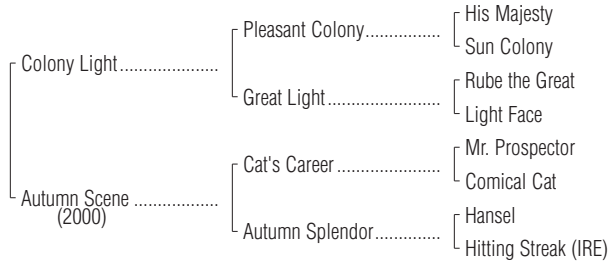 His Majesty
Pleasant Colony...............
Sun Colony
Colony Light....................
Rube the Great
Great Light......................
Light Face
Mr. Prospector
Cat's Career ....................
Comical Cat
Autumn Scene .................
(2000)
Hansel
Autumn Splendor.............
Hitting Streak (IRE)